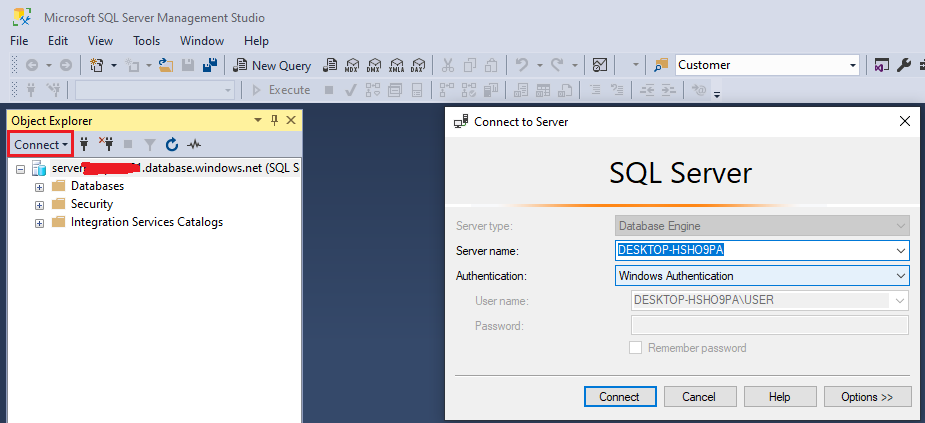 Microsoft SQL Server Management Studio
File Edit View Tools Window Help
New Query MDX DMX XMLA DAX Customer
Execute
Object Explorer
Connect
server 1.database.windows.net (SQL S
Databases
Security
Integration Services Catalogs
Connect to Server
SQL Server
Server type: Database Engine
Server name: DESKTOP-HSHO9PA
Authentication: Windows Authentication
User name: DESKTOP-HSHO9PA\USER
Password:
Remember password
Connect Cancel Help Options >>